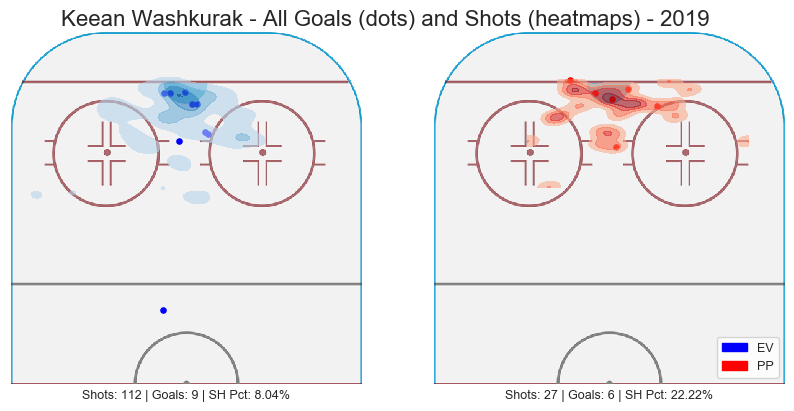 Keean Washkurak - All Goals (dots) and Shots (heatmaps) - 2019
EV
PP
Shots: 112 | Goals: 9 | SH Pct: 8.04%
Shots: 27 | Goals: 6 | SH Pct: 22.22%